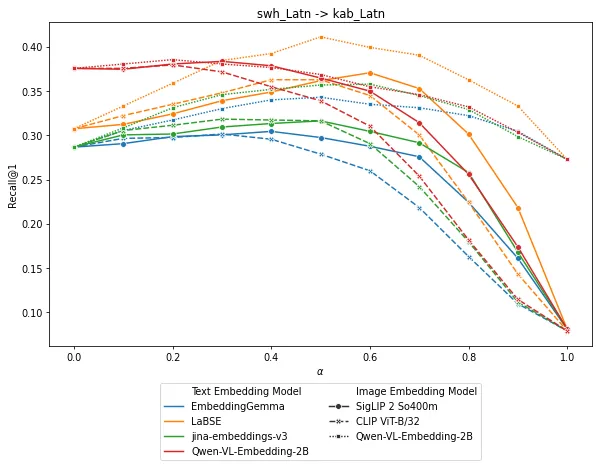 swh_Latn -> kab_Latn
Recall@1
0.40
0.35
0.30
0.25
0.20
0.15
0.10
0.0 0.2 0.4 0.6 0.8 1.0
α
Text Embedding Model
EmbeddingGemma
LaBSE
jina-embeddings-v3
Qwen-VL-Embedding-2B
Image Embedding Model
SigLIP 2 So400m
CLIP ViT-B/32
Qwen-VL-Embedding-2B